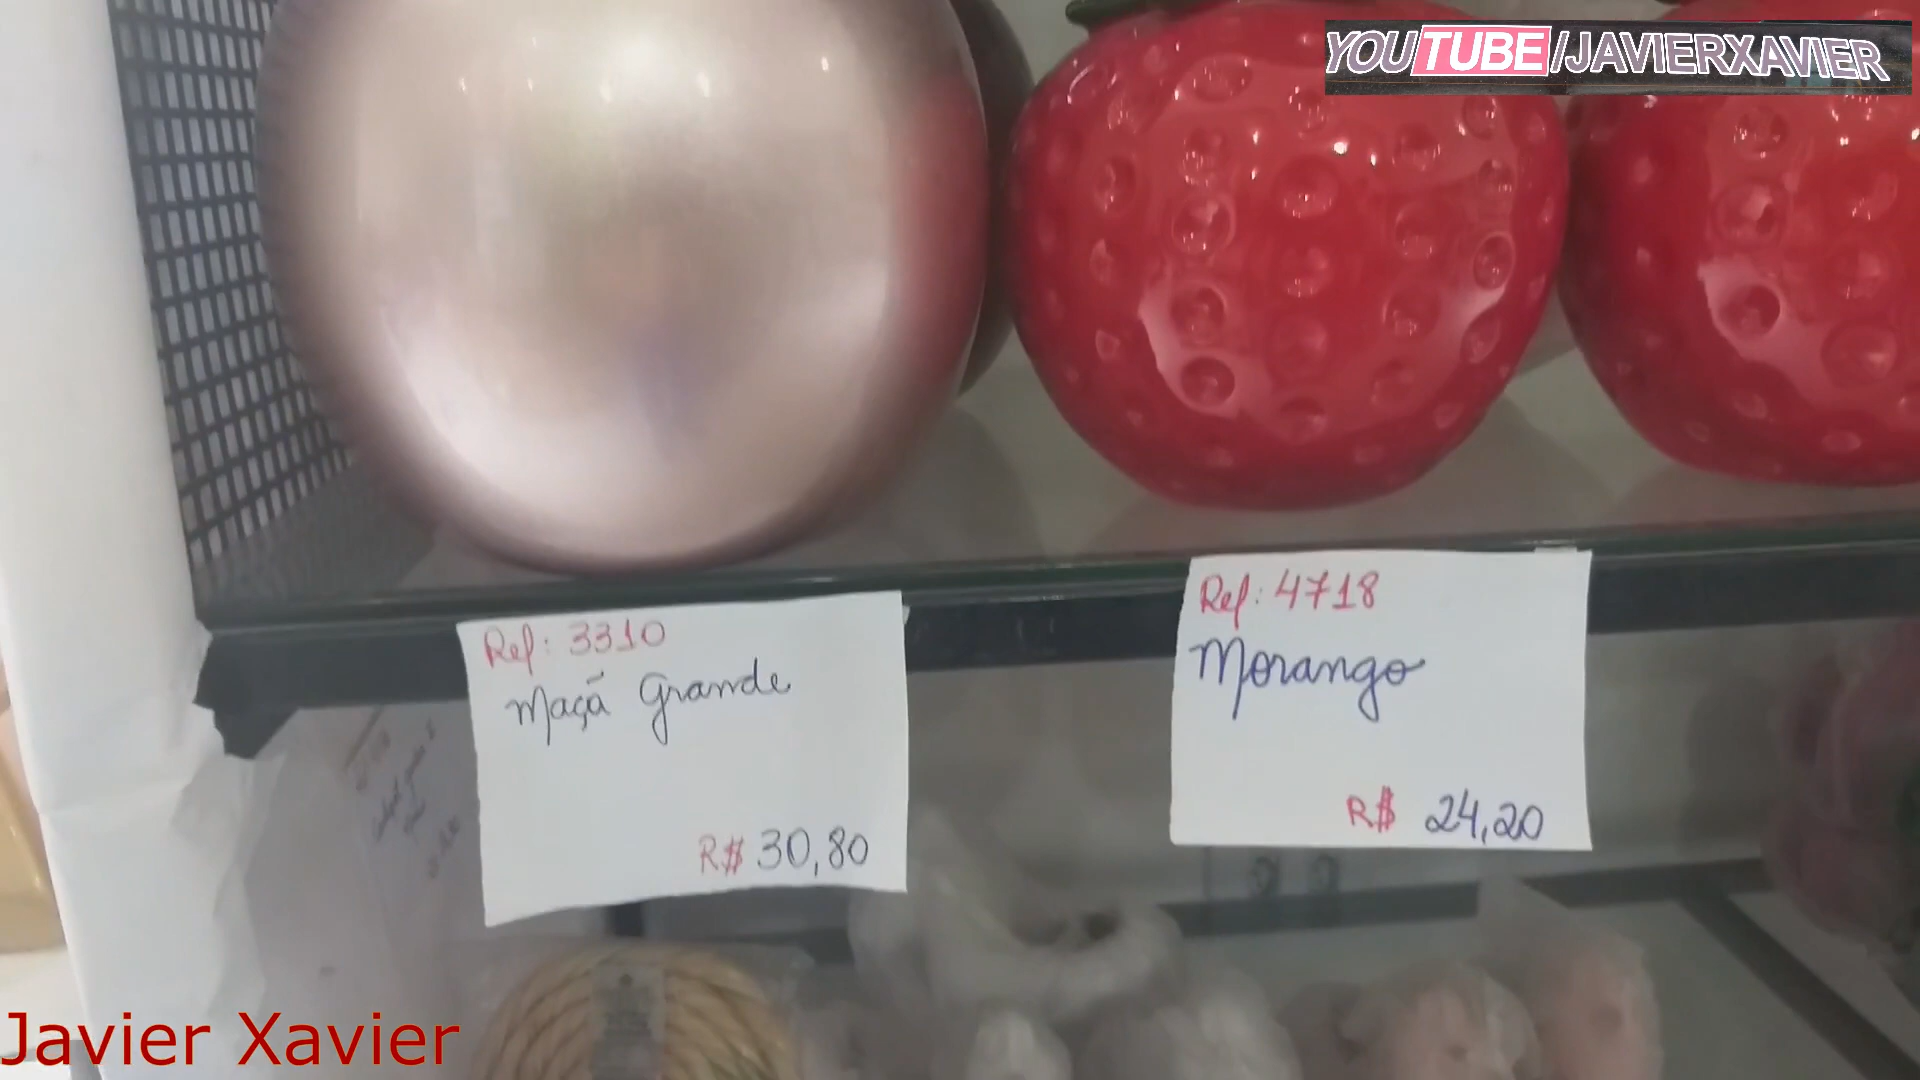 YOUTUBE/JAVIERXAVIER
Ref: 3310
Maçã Grande
R$ 30,80
Ref: 4718
Morango
R$ 24,20
Javier Xavier